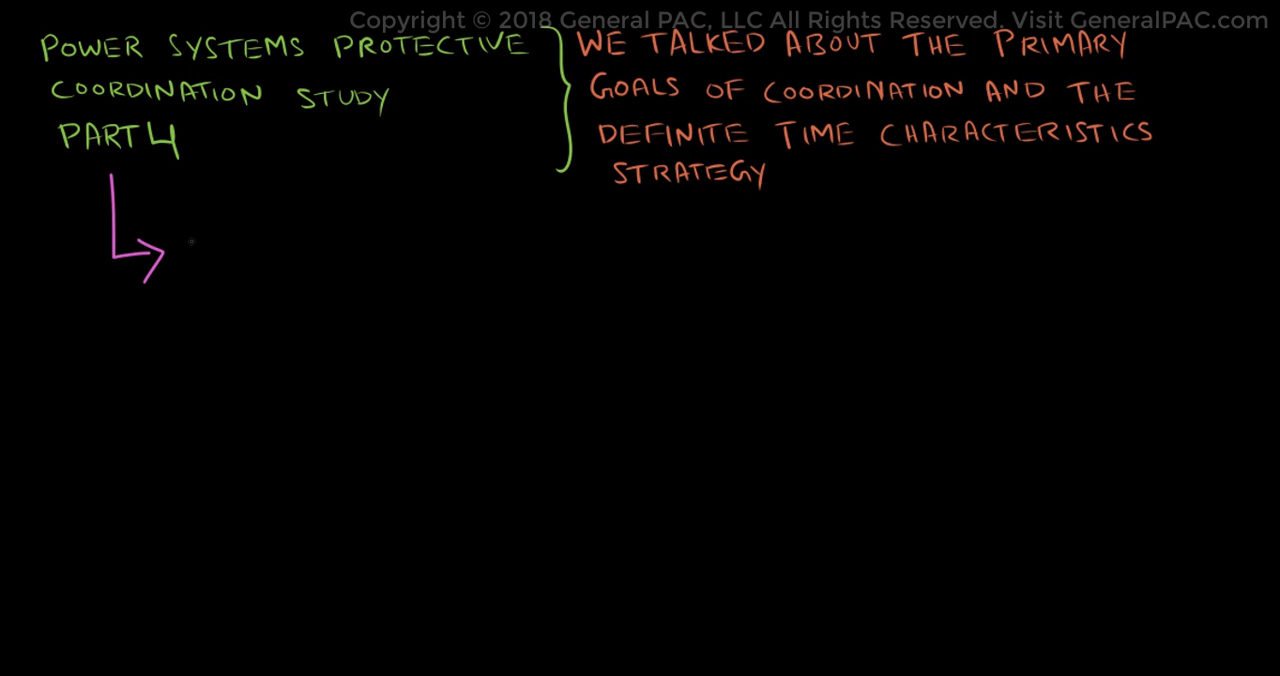 Copyright © 2018 General PAC, LLC All Rights Reserved. Visit GeneralPAC.com
POWER SYSTEMS PROTECTIVE
COORDINATION STUDY
PART 4
WE TALKED ABOUT THE PRIMARY
GOALS OF COORDINATION AND THE
DEFINITE TIME CHARACTERISTICS
STRATEGY